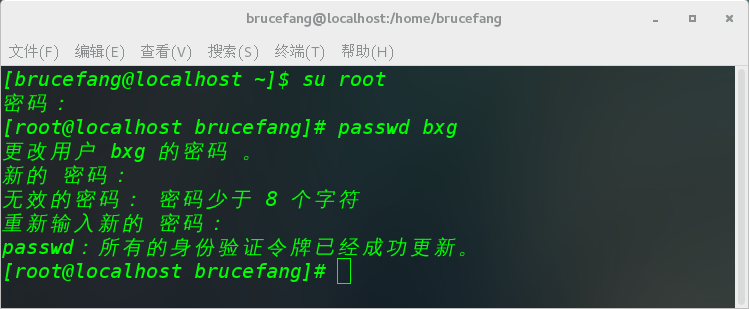 brucefang@localhost:/home/brucefang
文件(F) 编辑(E) 查看(V) 搜索(S) 终端(T) 帮助(H)
[brucefang@localhost ~]$ su root
密码：
[root@localhost brucefang]# passwd bxg
更改用户 bxg 的密码 。
新的 密码：
无效的密码： 密码少于 8 个字符
重新输入新的 密码：
passwd：所有的身份验证令牌已经成功更新。
[root@localhost brucefang]#